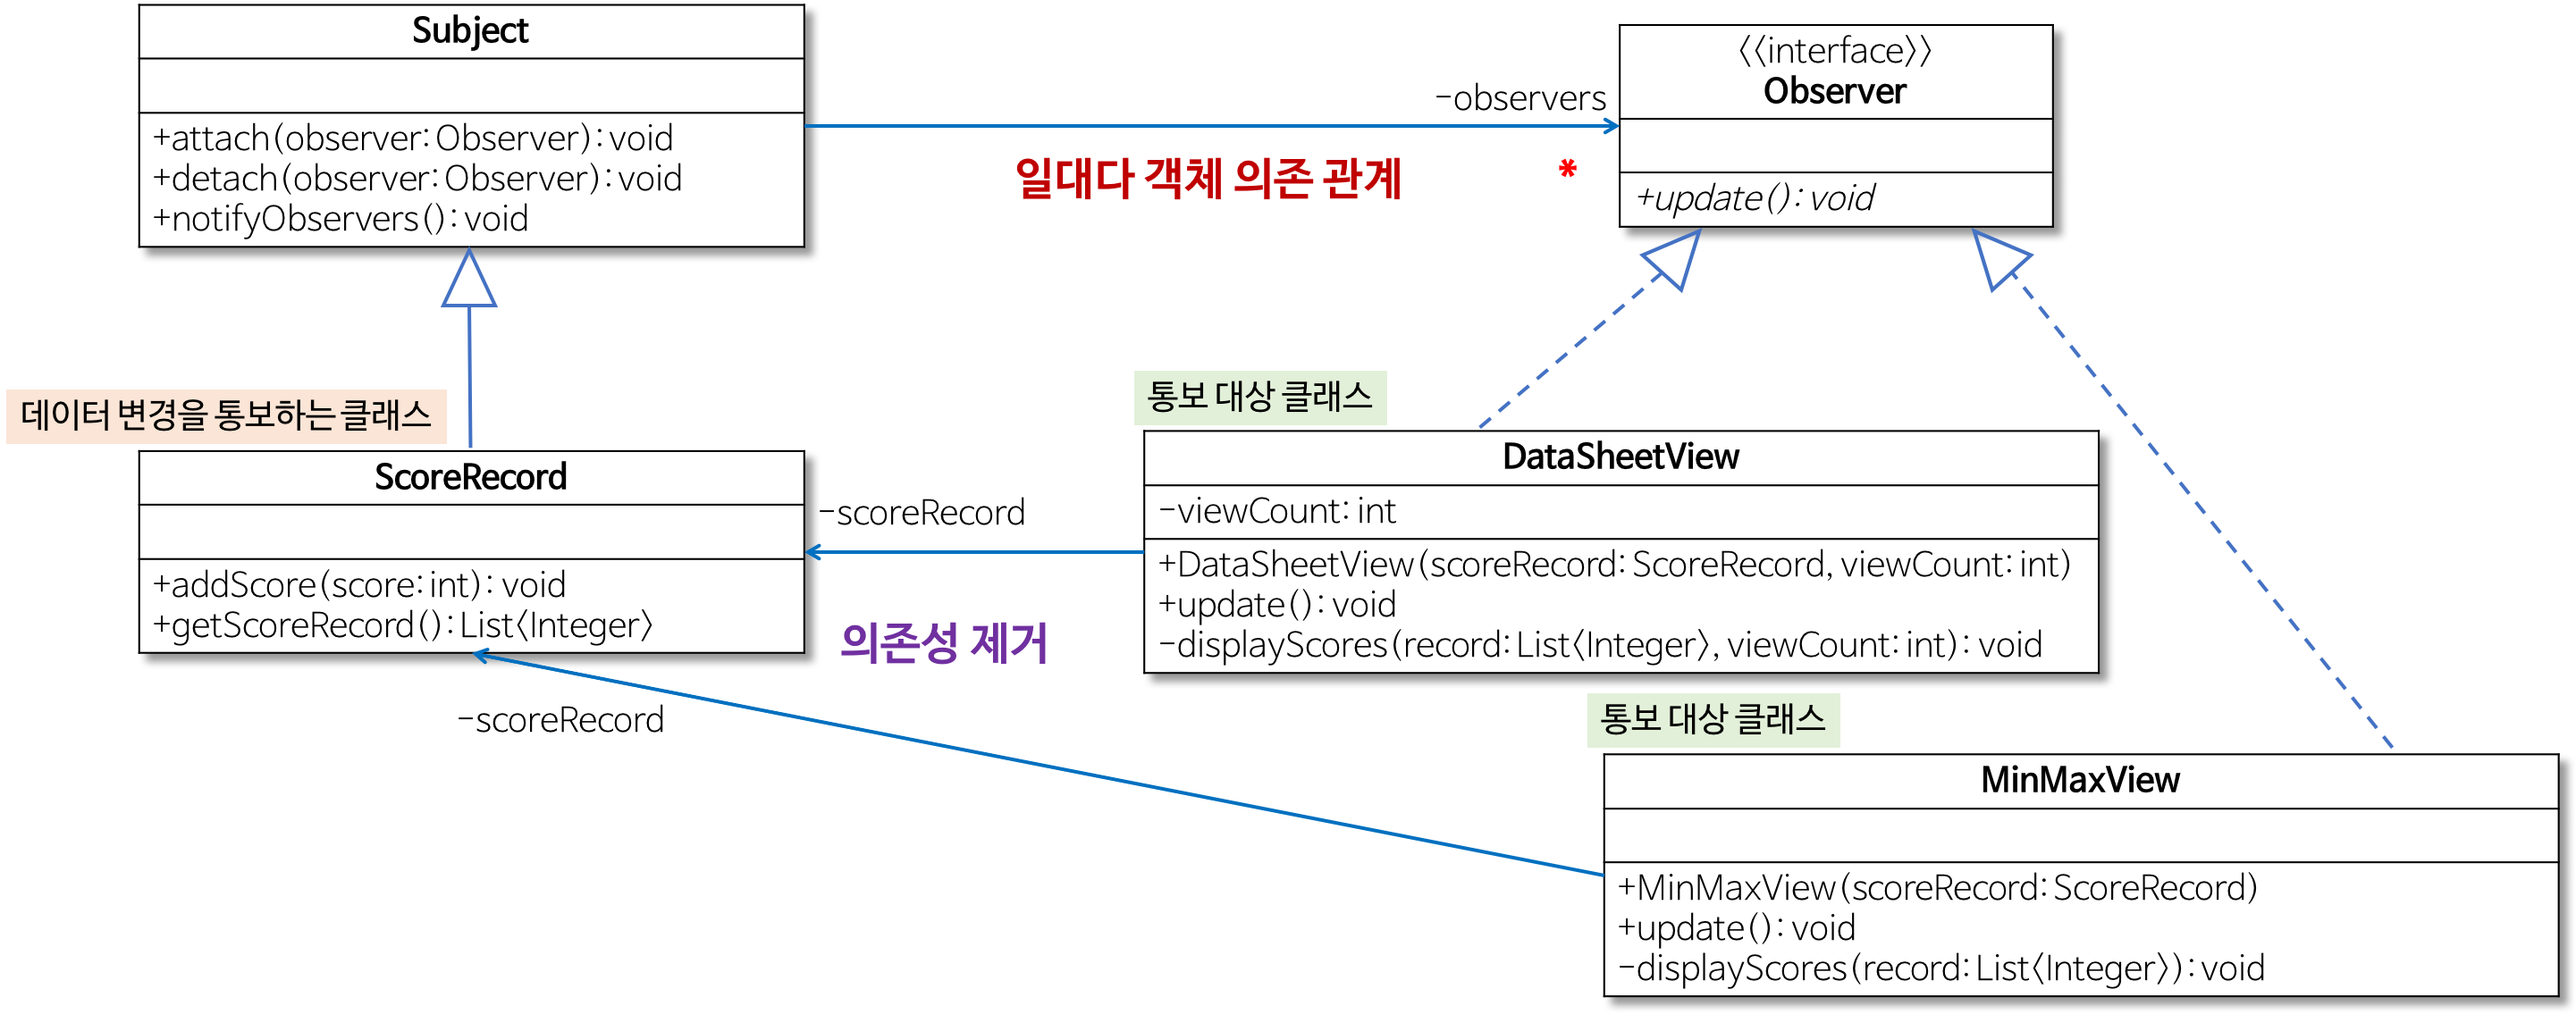 Subject
+attach(observer: Observer): void
+detach(observer: Observer): void
+notifyObservers(): void
-observers
일대다 객체 의존 관계
*
〈〈interface〉〉
Observer
+update(): void
데이터 변경을 통보하는 클래스
ScoreRecord
+addScore(score: int): void
+getScoreRecord(): List〈Integer〉
-scoreRecord
의존성 제거
-scoreRecord
통보 대상 클래스
DataSheetView
-viewCount: int
+DataSheetView(scoreRecord: ScoreRecord, viewCount: int)
+update(): void
-displayScores(record: List〈Integer〉, viewCount: int): void
통보 대상 클래스
MinMaxView
+MinMaxView(scoreRecord: ScoreRecord)
+update(): void
-displayScores(record: List〈Integer〉): void